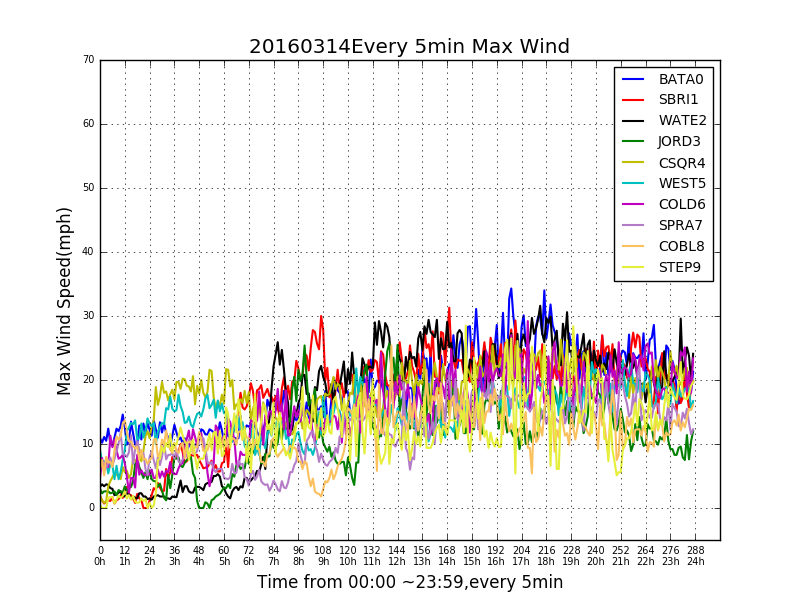 20160314Every 5min Max Wind
70
60
50
40
30
20
10
0
Max Wind Speed(mph)
BATA0
SBRI1
WATE2
JORD3
CSQR4
WEST5
COLD6
SPRA7
COBL8
STEP9
0 12 24 36 48 60 72 84 96 108 120 132 144 156 168 180 192 204 216 228 240 252 264 276 288
0h 1h 2h 3h 4h 5h 6h 7h 8h 9h 10h 11h 12h 13h 14h 15h 16h 17h 18h 19h 20h 21h 22h 23h 24h
Time from 00:00 ~23:59,every 5min